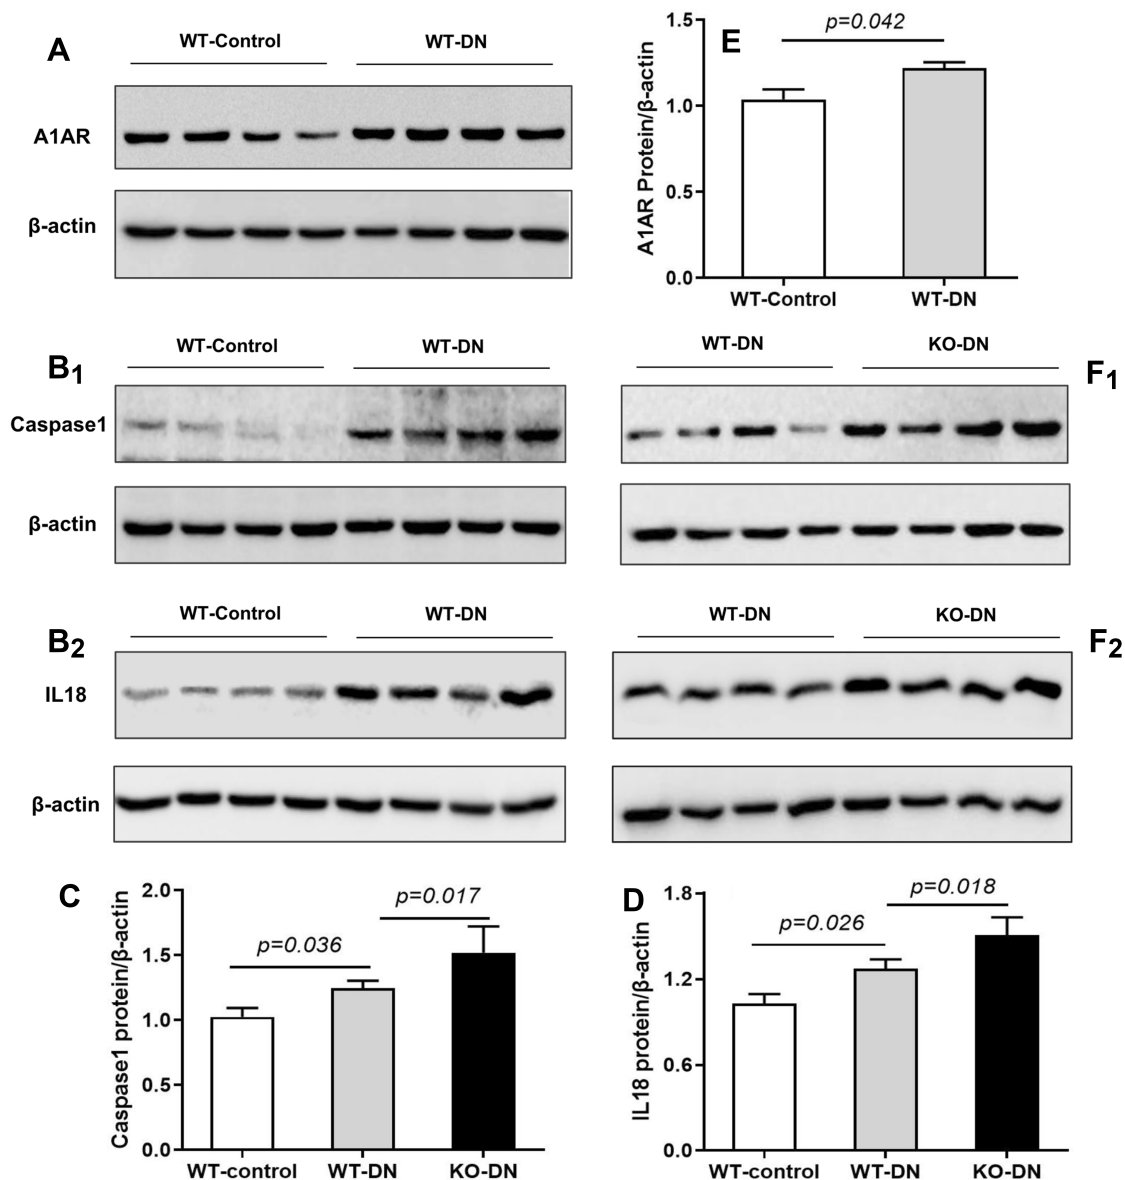 A
WT-Control
WT-DN
A1AR
β-actin
E
p=0.042
A1AR Protein/β-actin
1.5
1.0
0.5
0.0
WT-Control
WT-DN
B1
WT-Control
WT-DN
Caspase1
β-actin
WT-DN
KO-DN
F1
B2
WT-Control
WT-DN
IL18
β-actin
WT-DN
KO-DN
F2
C
p=0.017
p=0.036
Caspase1 protein/β-actin
2.0
1.5
1.0
0.5
0.0
WT-control
WT-DN
KO-DN
D
p=0.018
p=0.026
IL18 protein/β-actin
1.8
1.2
0.6
0.0
WT-control
WT-DN
KO-DN